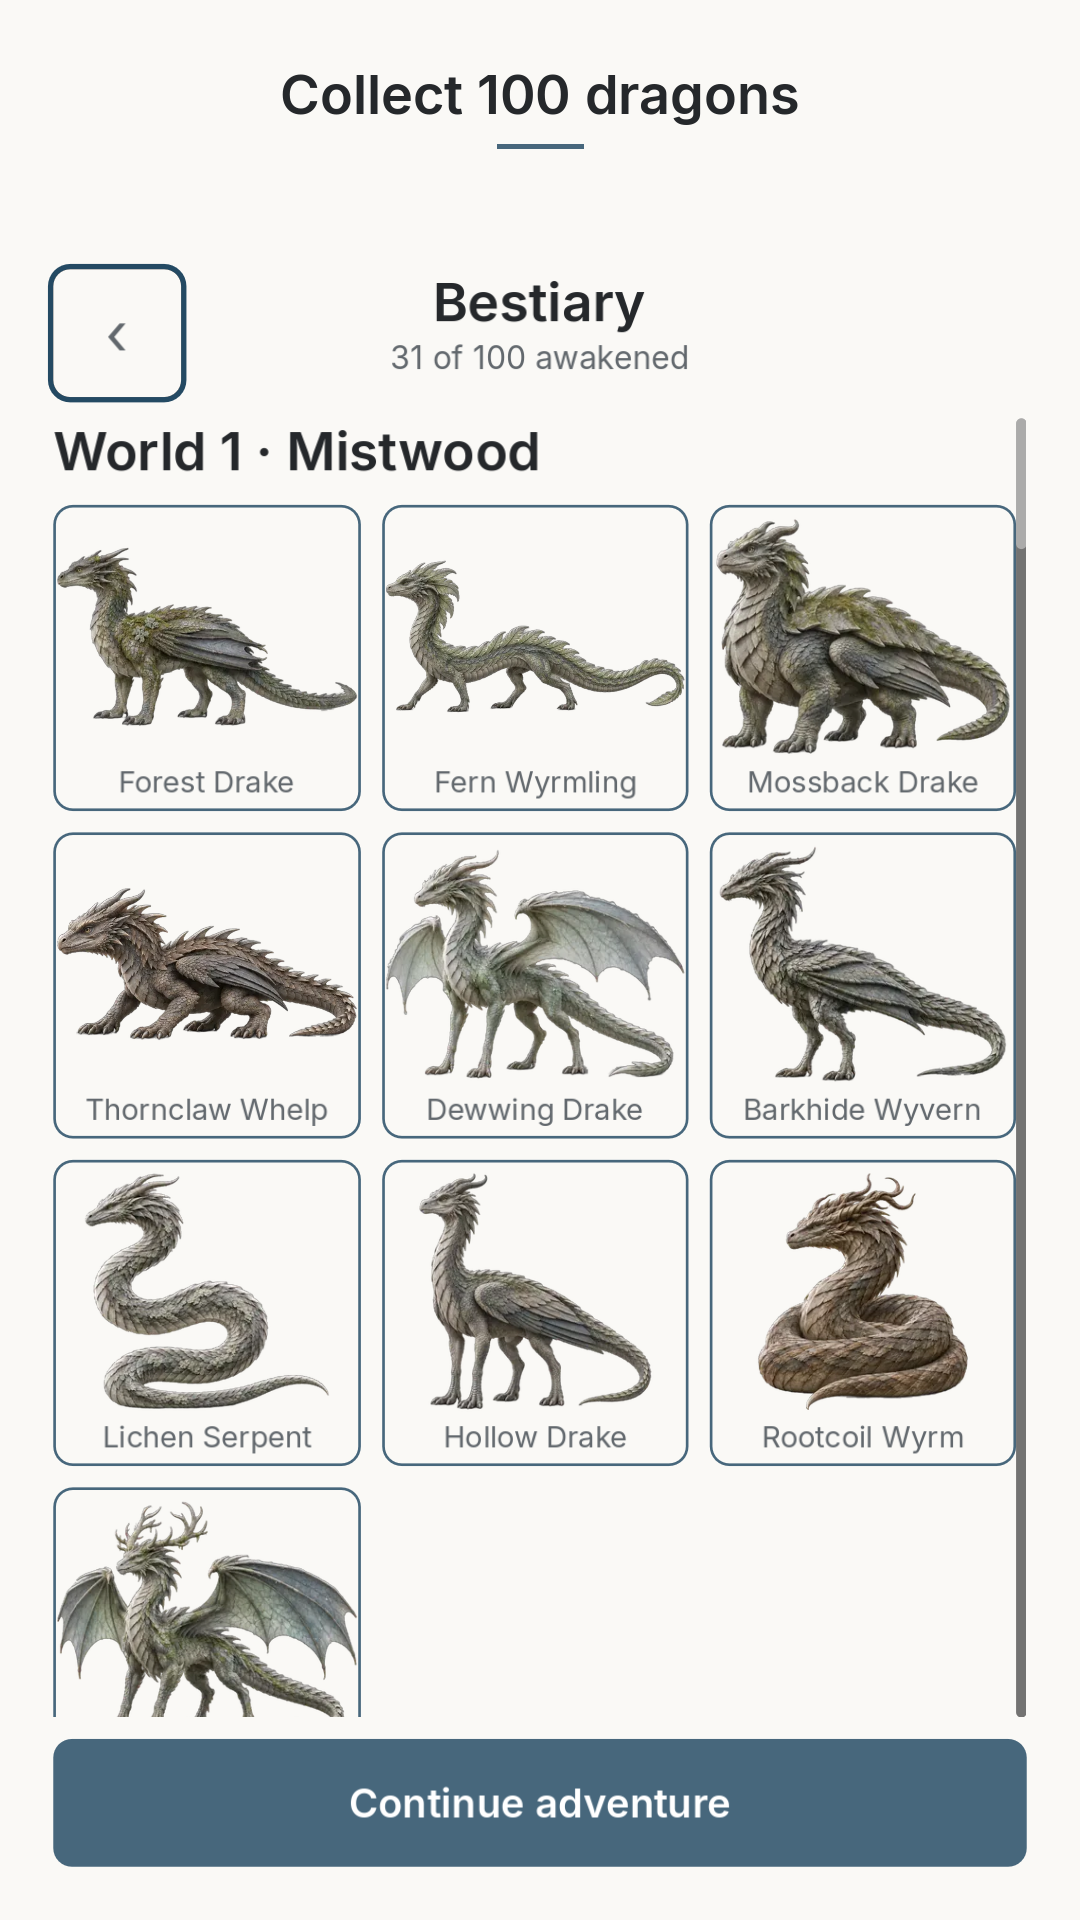 Collect 100 dragons
‹
Bestiary
31 of 100 awakened
World 1 · Mistwood
Forest Drake
Fern Wyrmling
Mossback Drake
Thornclaw Whelp
Dewwing Drake
Barkhide Wyvern
Lichen Serpent
Hollow Drake
Rootcoil Wyrm
Continue adventure